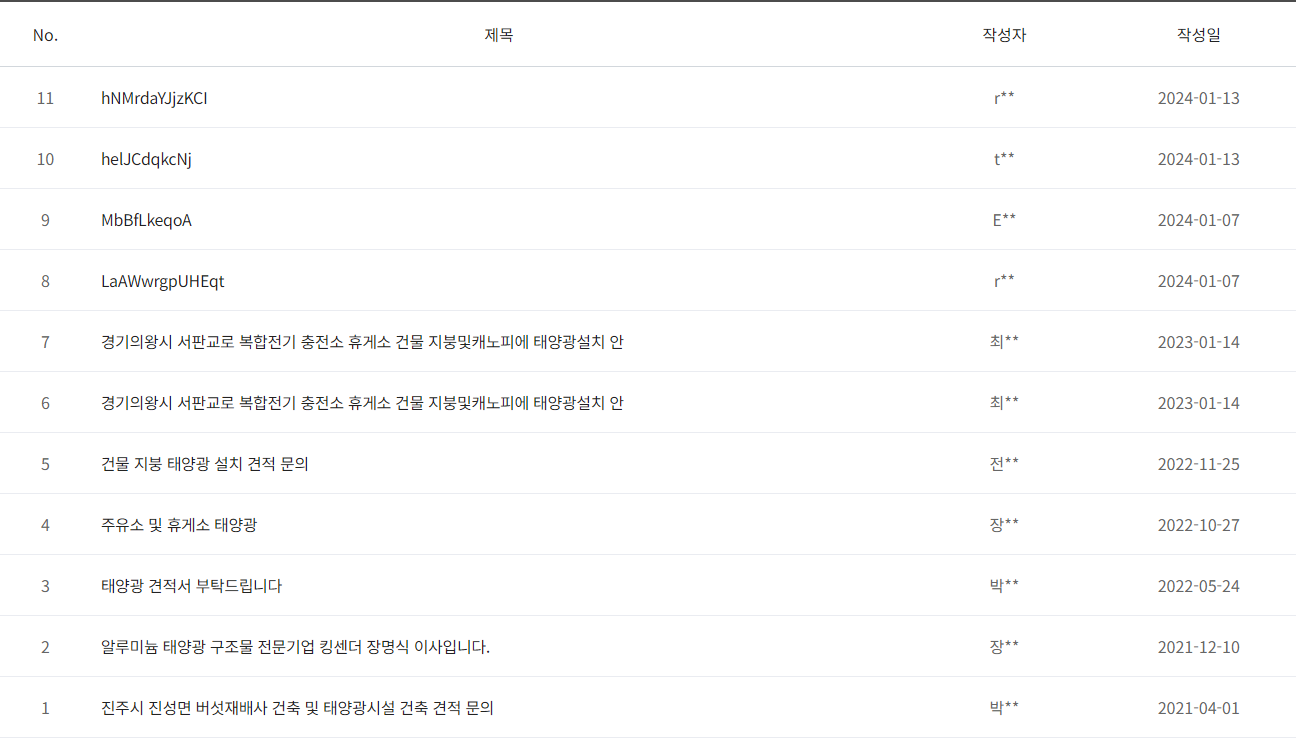 No. 제목 작성자 작성일
11 hNMrdaYJjzKCI r** 2024-01-13
10 helJCdqkcNj t** 2024-01-13
9 MbBfLkeqoA E** 2024-01-07
8 LaAWwrgpUHEqt r** 2024-01-07
7 경기의왕시 서판교로 복합전기 충전소 휴게소 건물 지붕및캐노피에 태양광설치 안 최** 2023-01-14
6 경기의왕시 서판교로 복합전기 충전소 휴게소 건물 지붕및캐노피에 태양광설치 안 최** 2023-01-14
5 건물 지붕 태양광 설치 견적 문의 전** 2022-11-25
4 주유소 및 휴게소 태양광 장** 2022-10-27
3 태양광 견적서 부탁드립니다 박** 2022-05-24
2 알루미늄 태양광 구조물 전문기업 킹센더 장명식 이사입니다. 장** 2021-12-10
1 진주시 진성면 버섯재배사 건축 및 태양광시설 건축 견적 문의 박** 2021-04-01